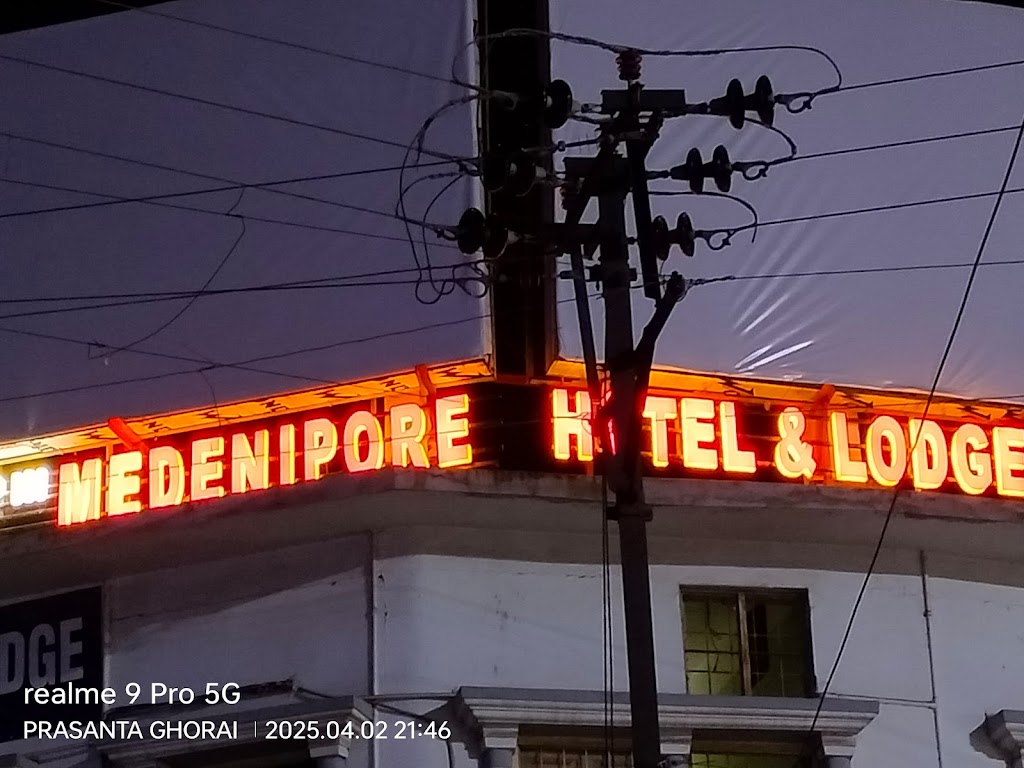 MEDENIPORE HOTEL & LODGE
DGE
realme 9 Pro 5G
PRASANTA GHORAI | 2025.04.02 21:46